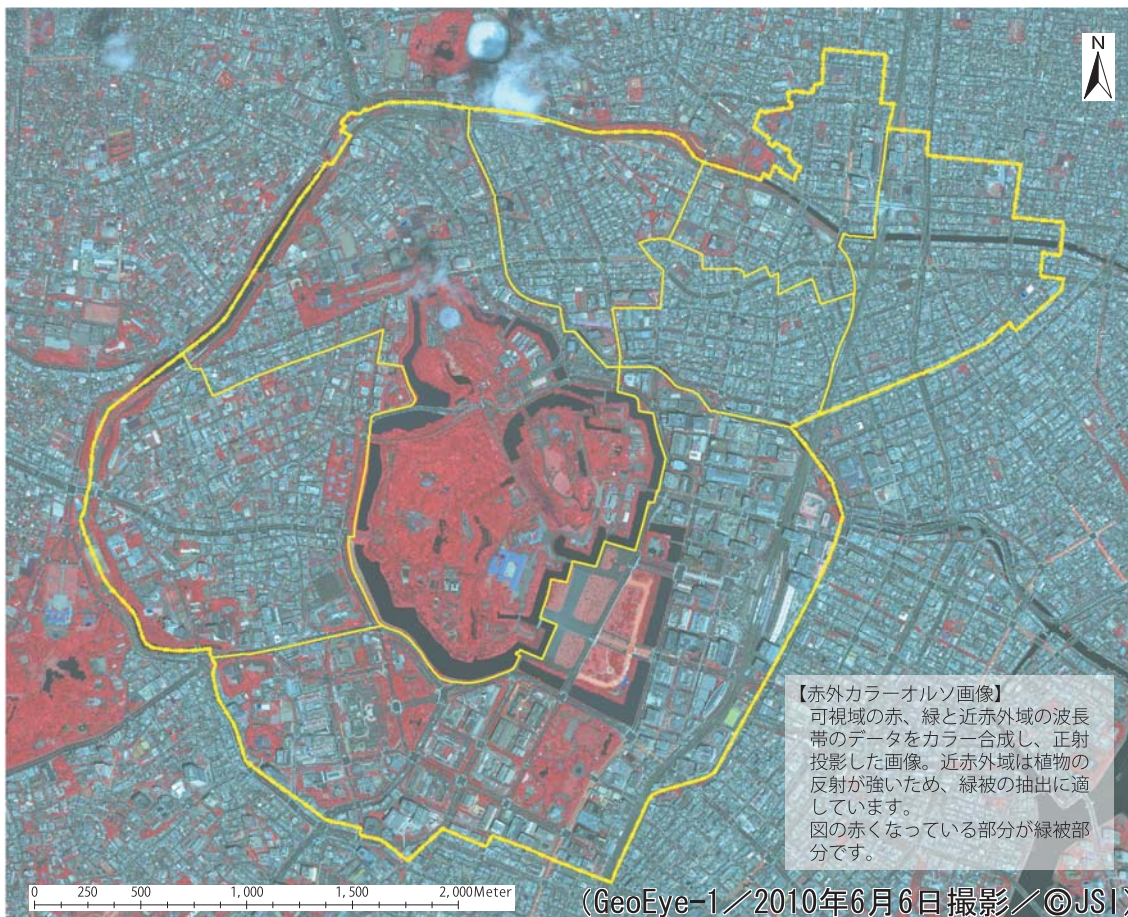 N
【赤外カラーオルソ画像】
可視域の赤、緑と近赤外域の波長
帯のデータをカラー合成し、正射
投影した画像。近赤外域は植物の
反射が強いため、緑被の抽出に適
しています。
図の赤くなっている部分が緑被部
分です。
0 250 500 1,000 1,500 2,000 Meter
(GeoEye-1／2010年6月6日撮影／©JSI)